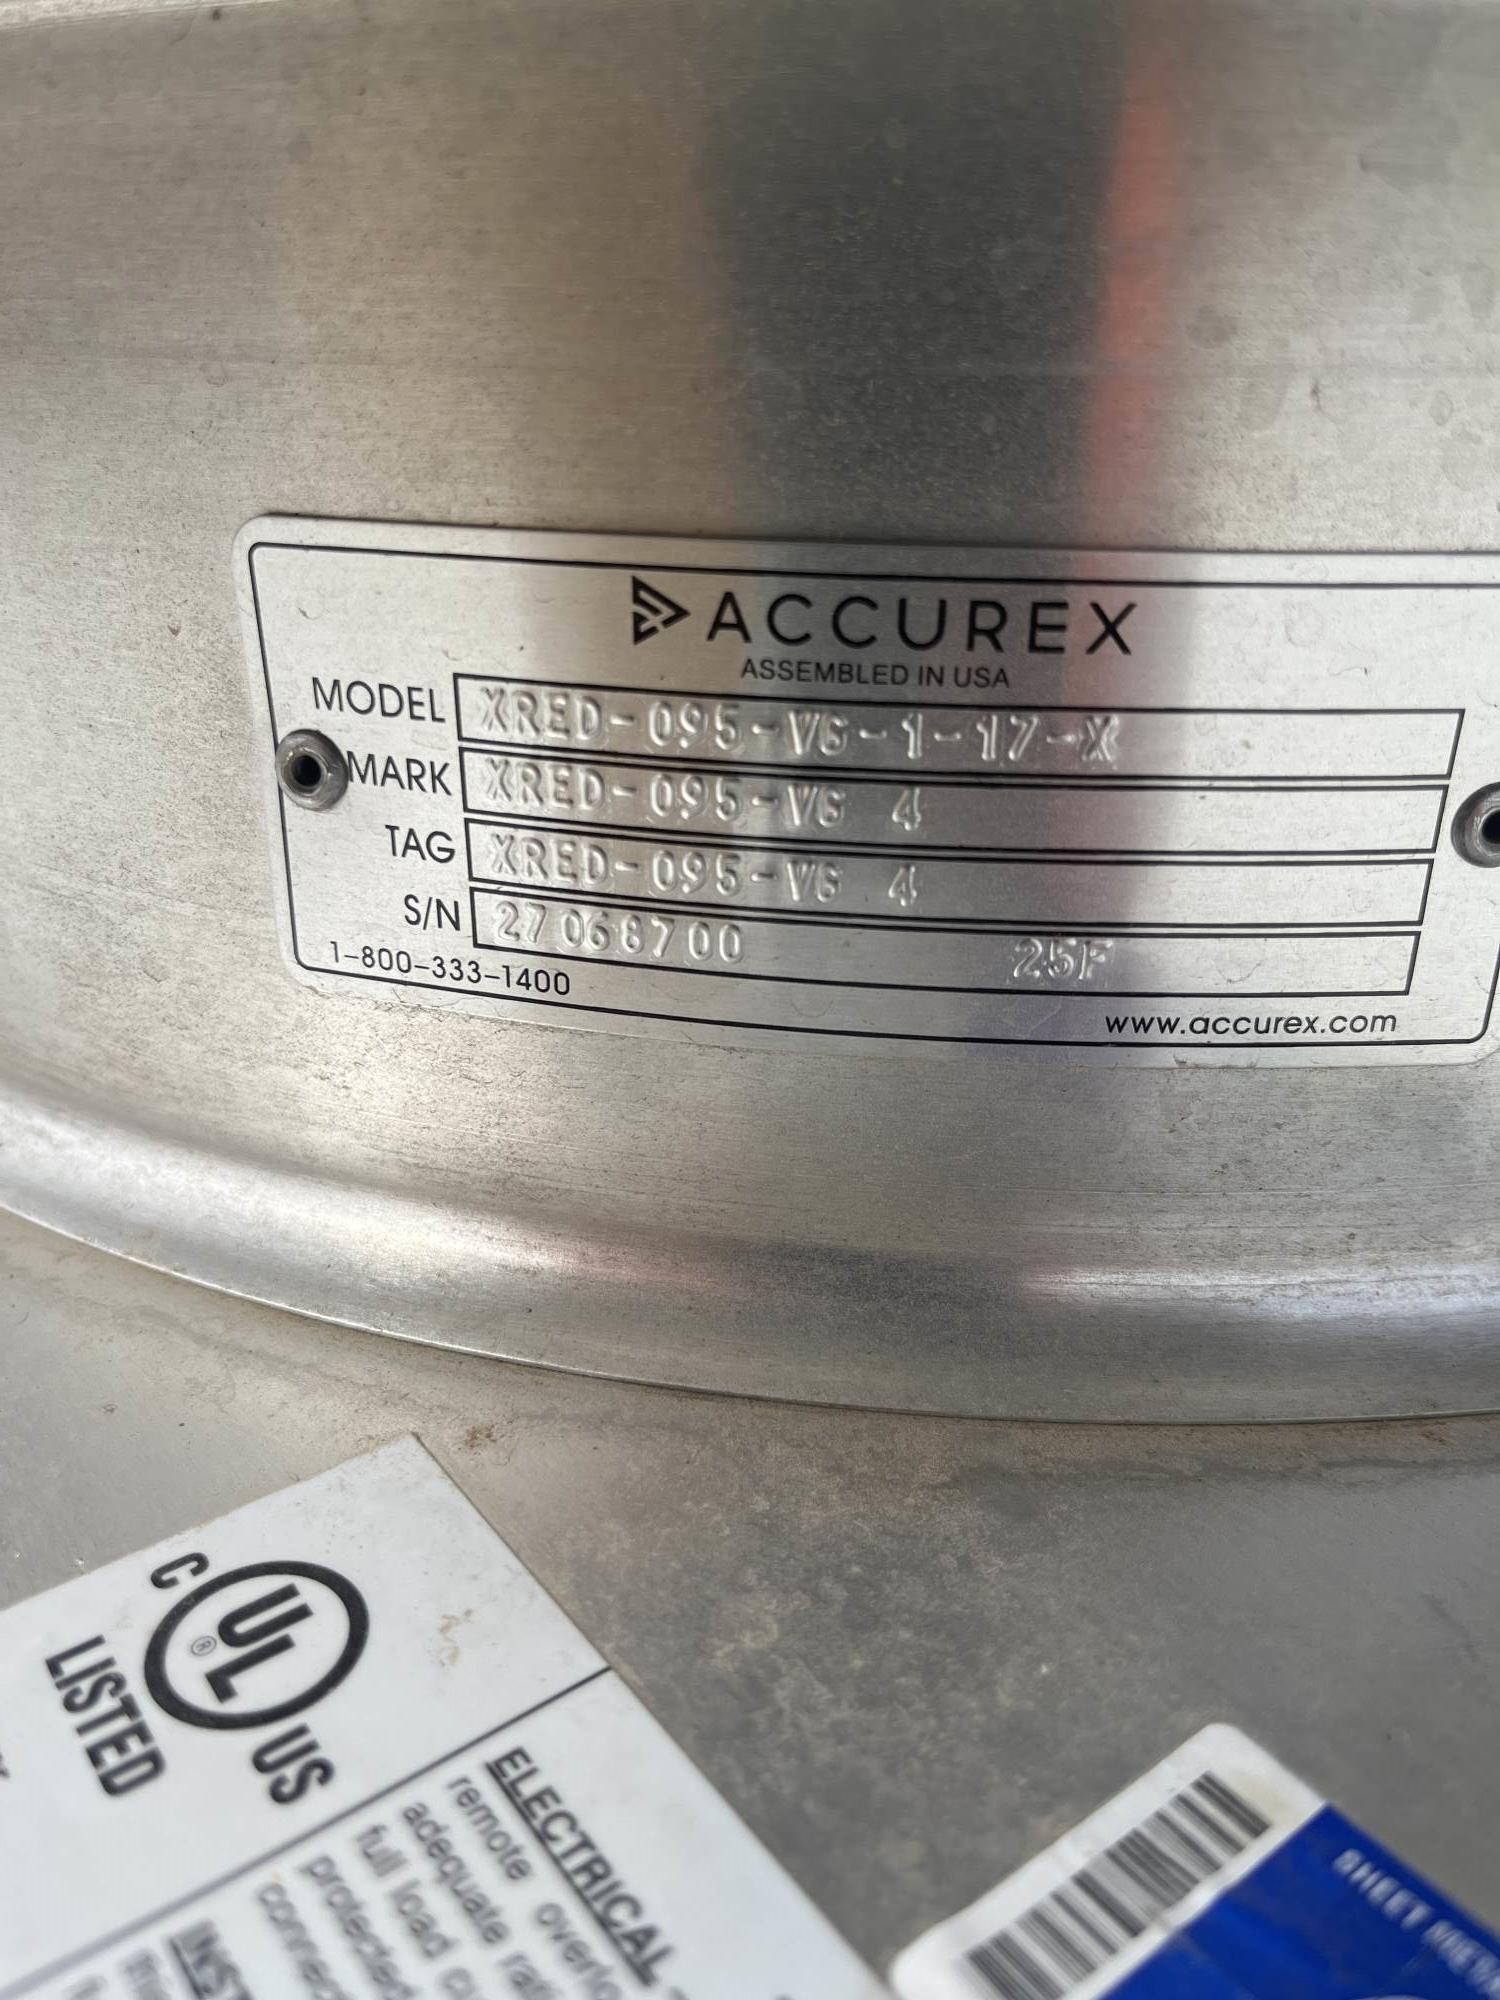 ACCUREX
ASSEMBLED IN USA
MODEL XRED-095-VG-1-17-X
MARK XRED-095-VG 4
TAG XRED-095-VG 4
S/N 27068700 25F
1-800-333-1400
www.accurex.com
C UL® US
LISTED
ELECTRICAL
remote
adequate
full load
protected
SHEET METAL